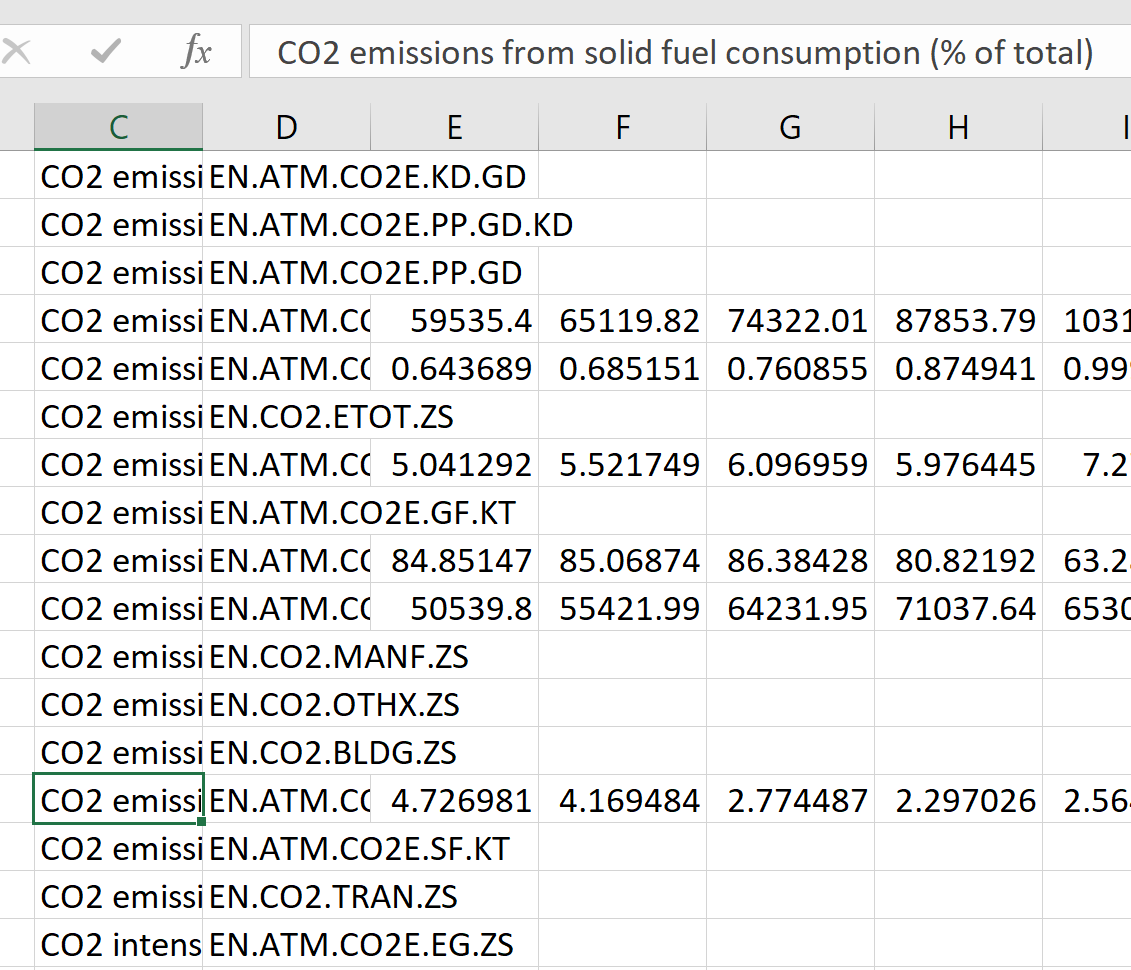 fx CO2 emissions from solid fuel consumption (% of total)
C D E F G H I
CO2 emissi EN.ATM.CO2E.KD.GD
CO2 emissi EN.ATM.CO2E.PP.GD.KD
CO2 emissi EN.ATM.CO2E.PP.GD
CO2 emissi EN.ATM.CO 59535.4 65119.82 74322.01 87853.79 1031
CO2 emissi EN.ATM.CO 0.643689 0.685151 0.760855 0.874941 0.99
CO2 emissi EN.CO2.ETOT.ZS
CO2 emissi EN.ATM.CO 5.041292 5.521749 6.096959 5.976445 7.2
CO2 emissi EN.ATM.CO2E.GF.KT
CO2 emissi EN.ATM.CO 84.85147 85.06874 86.38428 80.82192 63.2
CO2 emissi EN.ATM.CO 50539.8 55421.99 64231.95 71037.64 6530
CO2 emissi EN.CO2.MANF.ZS
CO2 emissi EN.CO2.OTHX.ZS
CO2 emissi EN.CO2.BLDG.ZS
CO2 emissi EN.ATM.CO 4.726981 4.169484 2.774487 2.297026 2.56
CO2 emissi EN.ATM.CO2E.SF.KT
CO2 emissi EN.CO2.TRAN.ZS
CO2 intens EN.ATM.CO2E.EG.ZS